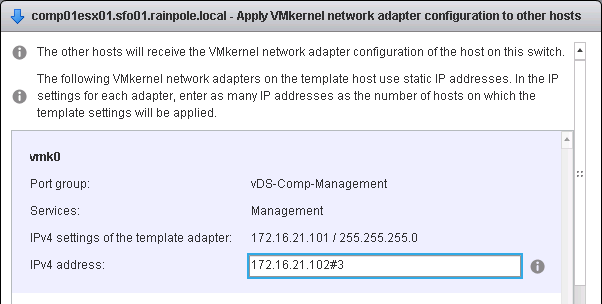 comp01esx01.sfo01.rainpole.local - Apply VMkernel network adapter configuration to other hosts
The other hosts will receive the VMkernel network adapter configuration of the host on this switch.
The following VMkernel network adapters on the template host use static IP addresses. In the IP
settings for each adapter, enter as many IP addresses as the number of hosts on which the
template settings will be applied.
vmk0
Port group: vDS-Comp-Management
Services: Management
IPv4 settings of the template adapter: 172.16.21.101 / 255.255.255.0
IPv4 address: 172.16.21.102#3